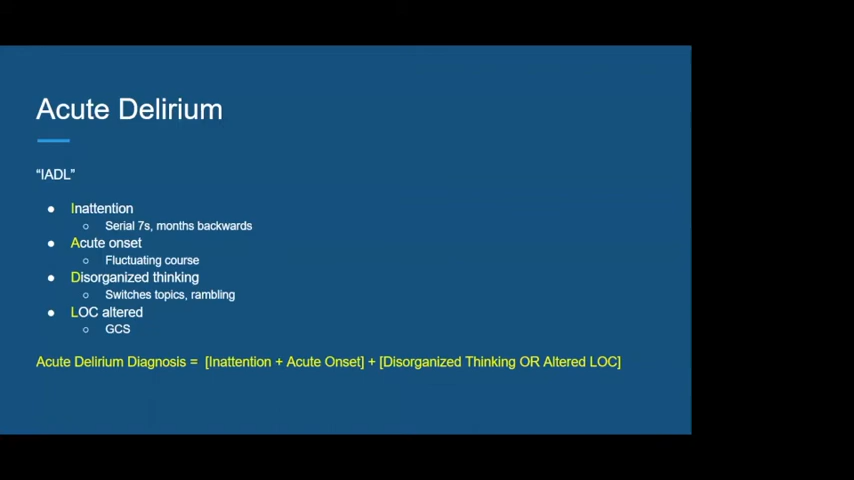 Acute Delirium
“IADL”
● Inattention
○ Serial 7s, months backwards
● Acute onset
○ Fluctuating course
● Disorganized thinking
○ Switches topics, rambling
● LOC altered
○ GCS
Acute Delirium Diagnosis = [Inattention + Acute Onset] + [Disorganized Thinking OR Altered LOC]